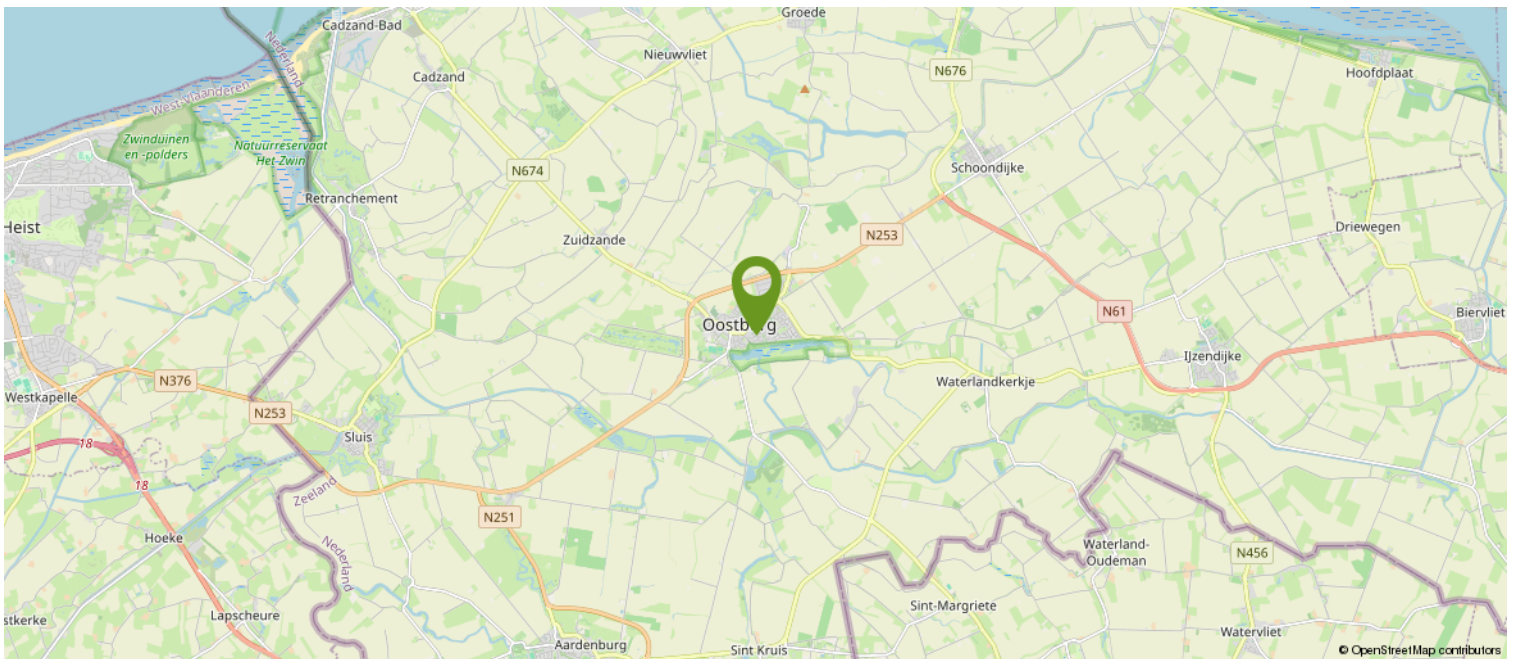 Groede
Cadzand-Bad
Nederland
Nieuwvliet
Cadzand
N676
Hoofdplaat
West-Vlaanderen
Zwinduinen
en -polders
Natuurreservaat
Het-Zwin
N674
Schoondijke
Retranchement
Heist
Zuidzande
N253
Driewegen
Oostburg
N61
Biervliet
IJzendijke
N376
Waterlandkerkje
Westkapelle
N253
Sluis
18
18
Zeeland
N251
Hoeke
Nederland
Waterland-
Oudeman
N456
Lapscheure
Sint-Margriete
stkerke
Watervliet
Aardenburg
Sint Kruis
© OpenStreetMap contributors